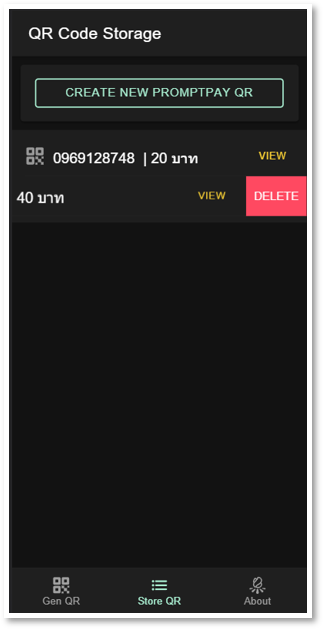 QR Code Storage
CREATE NEW PROMPTPAY QR
0969128748 | 20 บาท VIEW
40 บาท VIEW DELETE
Gen QR Store QR About